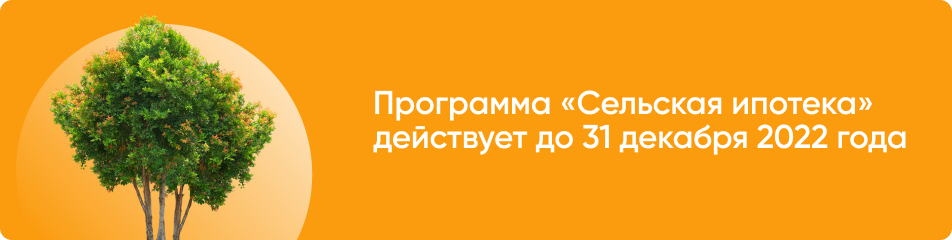 Программа «Сельская ипотека»
действует до 31 декабря 2022 года